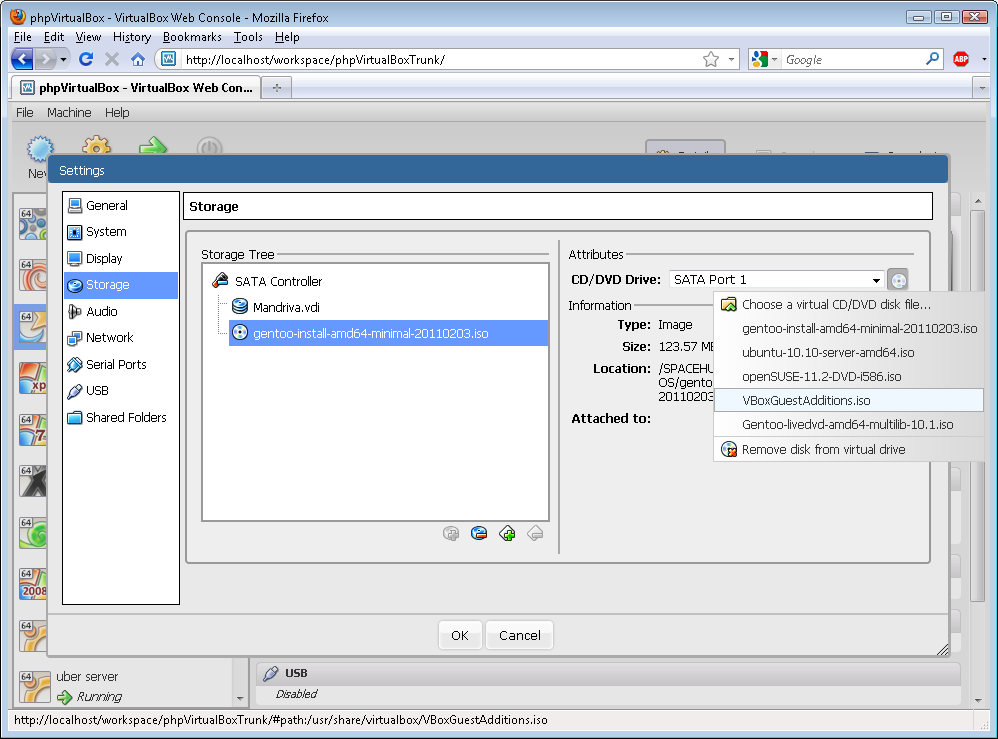 phpVirtualBox - VirtualBox Web Console - Mozilla Firefox
File Edit View History Bookmarks Tools Help
http://localhost/workspace/phpVirtualBoxTrunk/
Google
ABP
phpVirtualBox - VirtualBox Web Con...
File Machine Help
Settings
General
System
Display
Storage
Audio
Network
Serial Ports
USB
Shared Folders
Storage
Storage Tree
SATA Controller
Mandriva.vdi
gentoo-install-amd64-minimal-20110203.iso
Attributes
CD/DVD Drive: SATA Port 1
Information
Type: Image
Size: 123.57
Location: /SPACEHU
OS/gento
20110203
Attached to:
Choose a virtual CD/DVD disk file...
gentoo-install-amd64-minimal-20110203.iso
ubuntu-10.10-server-amd64.iso
openSUSE-11.2-DVD-i586.iso
VBoxGuestAdditions.iso
Gentoo-livedvd-amd64-multilib-10.1.iso
Remove disk from virtual drive
OK Cancel
64
64
64
xp
64
7
64
64
64
2008
64
64
uber server
Running
USB
Disabled
http://localhost/workspace/phpVirtualBoxTrunk/#path:/usr/share/virtualbox/VBoxGuestAdditions.iso